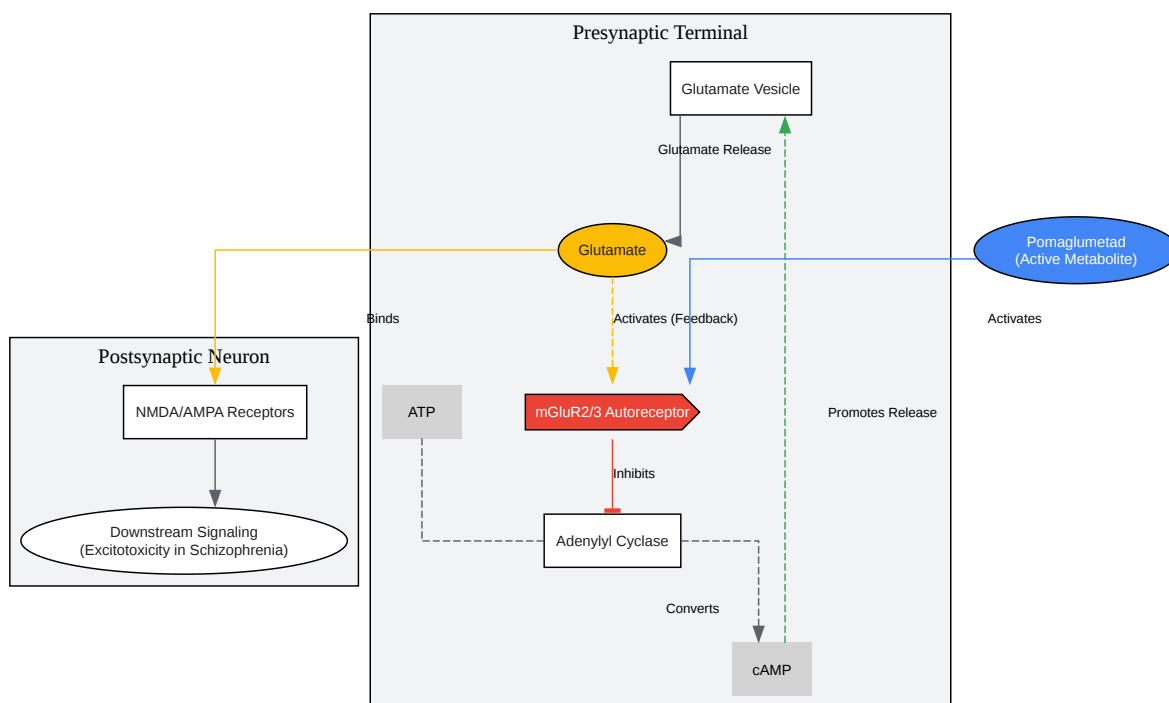 Presynaptic Terminal
Glutamate Vesicle
Glutamate Release
Glutamate
Pomaglumetad
(Active Metabolite)
Binds
Activates (Feedback)
Activates
Postsynaptic Neuron
NMDA/AMPA Receptors
ATP
mGluR2/3 Autoreceptor
Promotes Release
Inhibits
Downstream Signaling
(Excitotoxicity in Schizophrenia)
Adenylyl Cyclase
Converts
cAMP